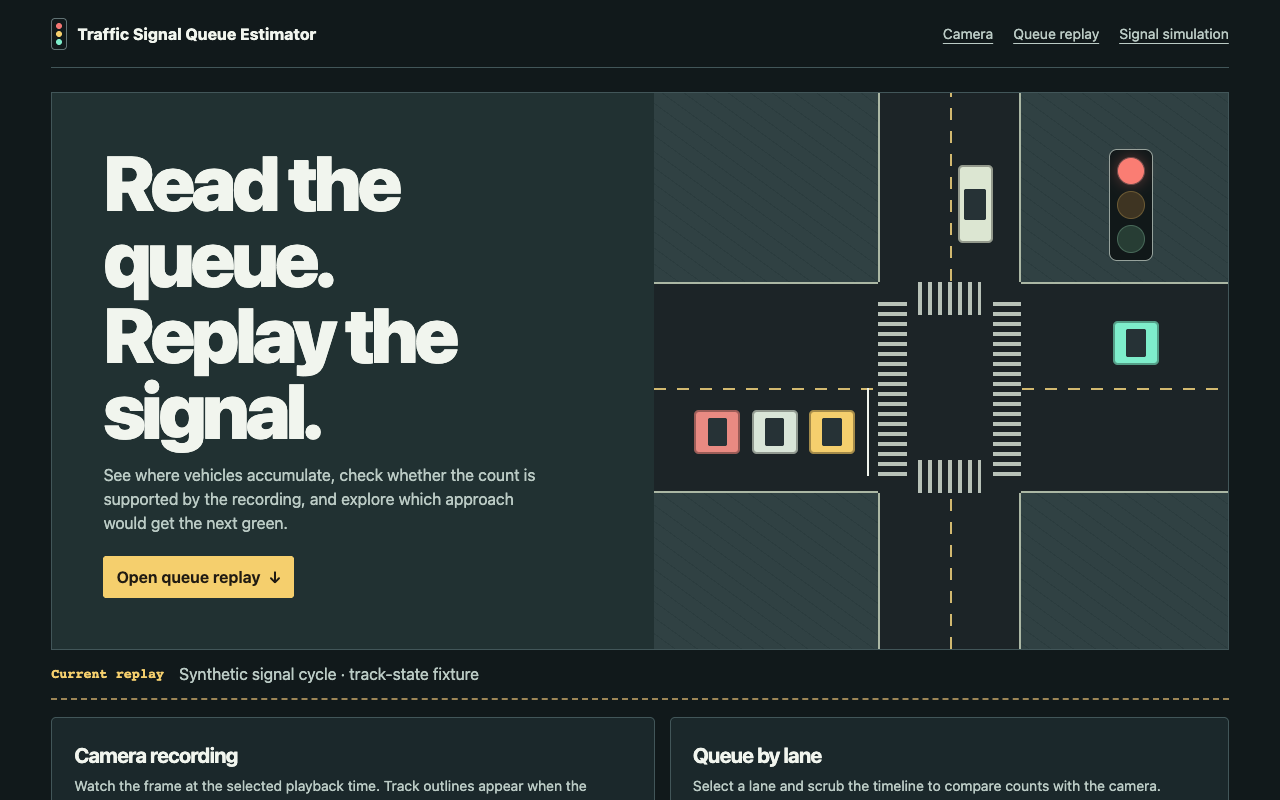 Traffic Signal Queue Estimator
Camera
Queue replay
Signal simulation
Read the
queue.
Replay the
signal.
See where vehicles accumulate, check whether the count is
supported by the recording, and explore which approach
would get the next green.
Open queue replay ↓
Current replay Synthetic signal cycle · track-state fixture
Camera recording
Watch the frame at the selected playback time. Track outlines appear when the
Queue by lane
Select a lane and scrub the timeline to compare counts with the camera.